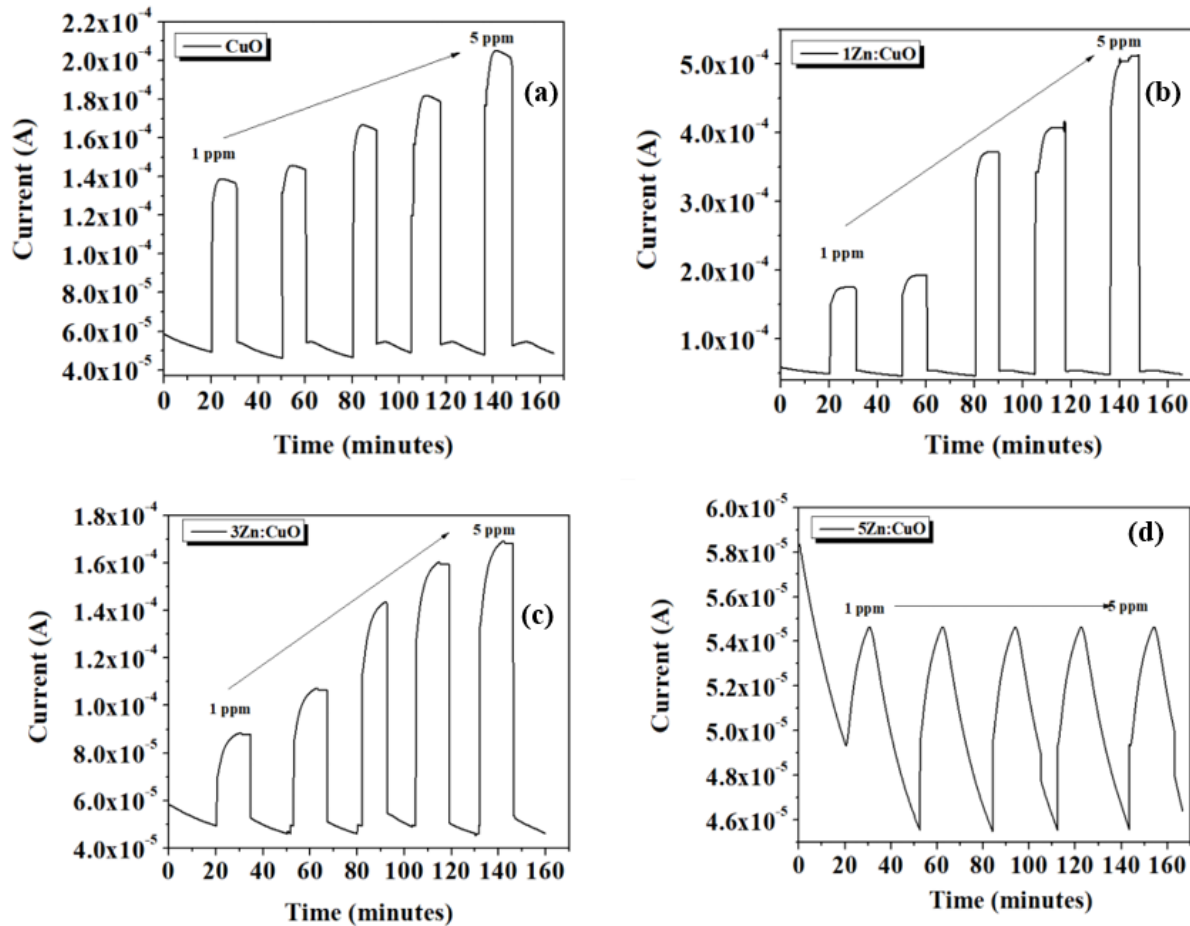 CuO
(a)
1 ppm
5 ppm
Current (A)
2.2x10⁻⁴
2.0x10⁻⁴
1.8x10⁻⁴
1.6x10⁻⁴
1.4x10⁻⁴
1.2x10⁻⁴
1.0x10⁻⁴
8.0x10⁻⁵
6.0x10⁻⁵
4.0x10⁻⁵
0 20 40 60 80 100 120 140 160
Time (minutes)
1Zn:CuO
(b)
1 ppm
5 ppm
Current (A)
5.0x10⁻⁴
4.0x10⁻⁴
3.0x10⁻⁴
2.0x10⁻⁴
1.0x10⁻⁴
0 20 40 60 80 100 120 140 160
Time (minutes)
3Zn:CuO
(c)
1 ppm
5 ppm
Current (A)
1.8x10⁻⁴
1.6x10⁻⁴
1.4x10⁻⁴
1.2x10⁻⁴
1.0x10⁻⁴
8.0x10⁻⁵
6.0x10⁻⁵
4.0x10⁻⁵
0 20 40 60 80 100 120 140 160
Time (minutes)
5Zn:CuO
(d)
1 ppm
5 ppm
Current (A)
6.0x10⁻⁵
5.8x10⁻⁵
5.6x10⁻⁵
5.4x10⁻⁵
5.2x10⁻⁵
5.0x10⁻⁵
4.8x10⁻⁵
4.6x10⁻⁵
0 20 40 60 80 100 120 140 160
Time (minutes)